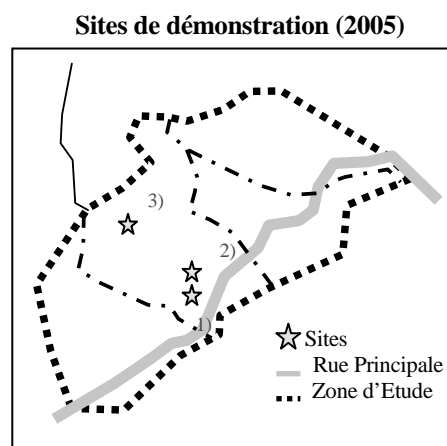 Sites de démonstration (2005)
3)
2)
1)
Sites
Rue Principale
Zone d'Etude